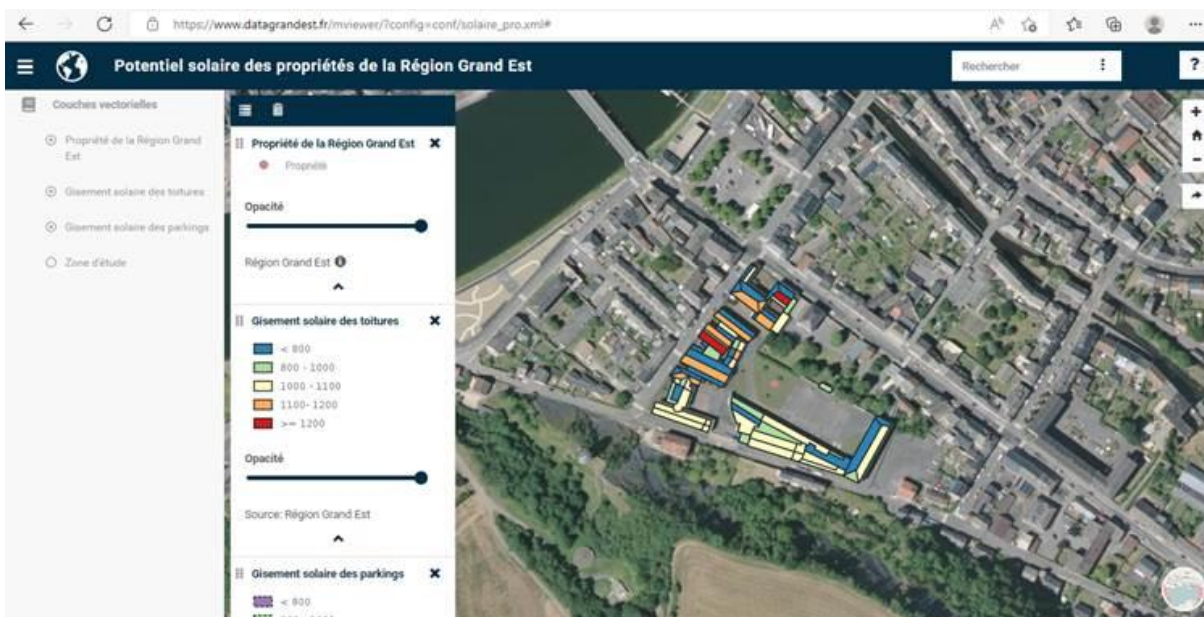 https://www.datagrandest.fr/mviewer/?config=conf/solaire_pro.xml#
Potentiel solaire des propriétés de la Région Grand Est
Rechercher
?
Couches vectorielles
Propriété de la Région Grand
Est
Gisement solaire des toitures
Gisement solaire des parkings
Zone d'étude
Propriété de la Région Grand Est
Propriété
Opacité
Région Grand Est
Gisement solaire des toitures
< 800
800 - 1000
1000 - 1100
1100- 1200
>= 1200
Opacité
Source: Région Grand Est
Gisement solaire des parkings
< 800